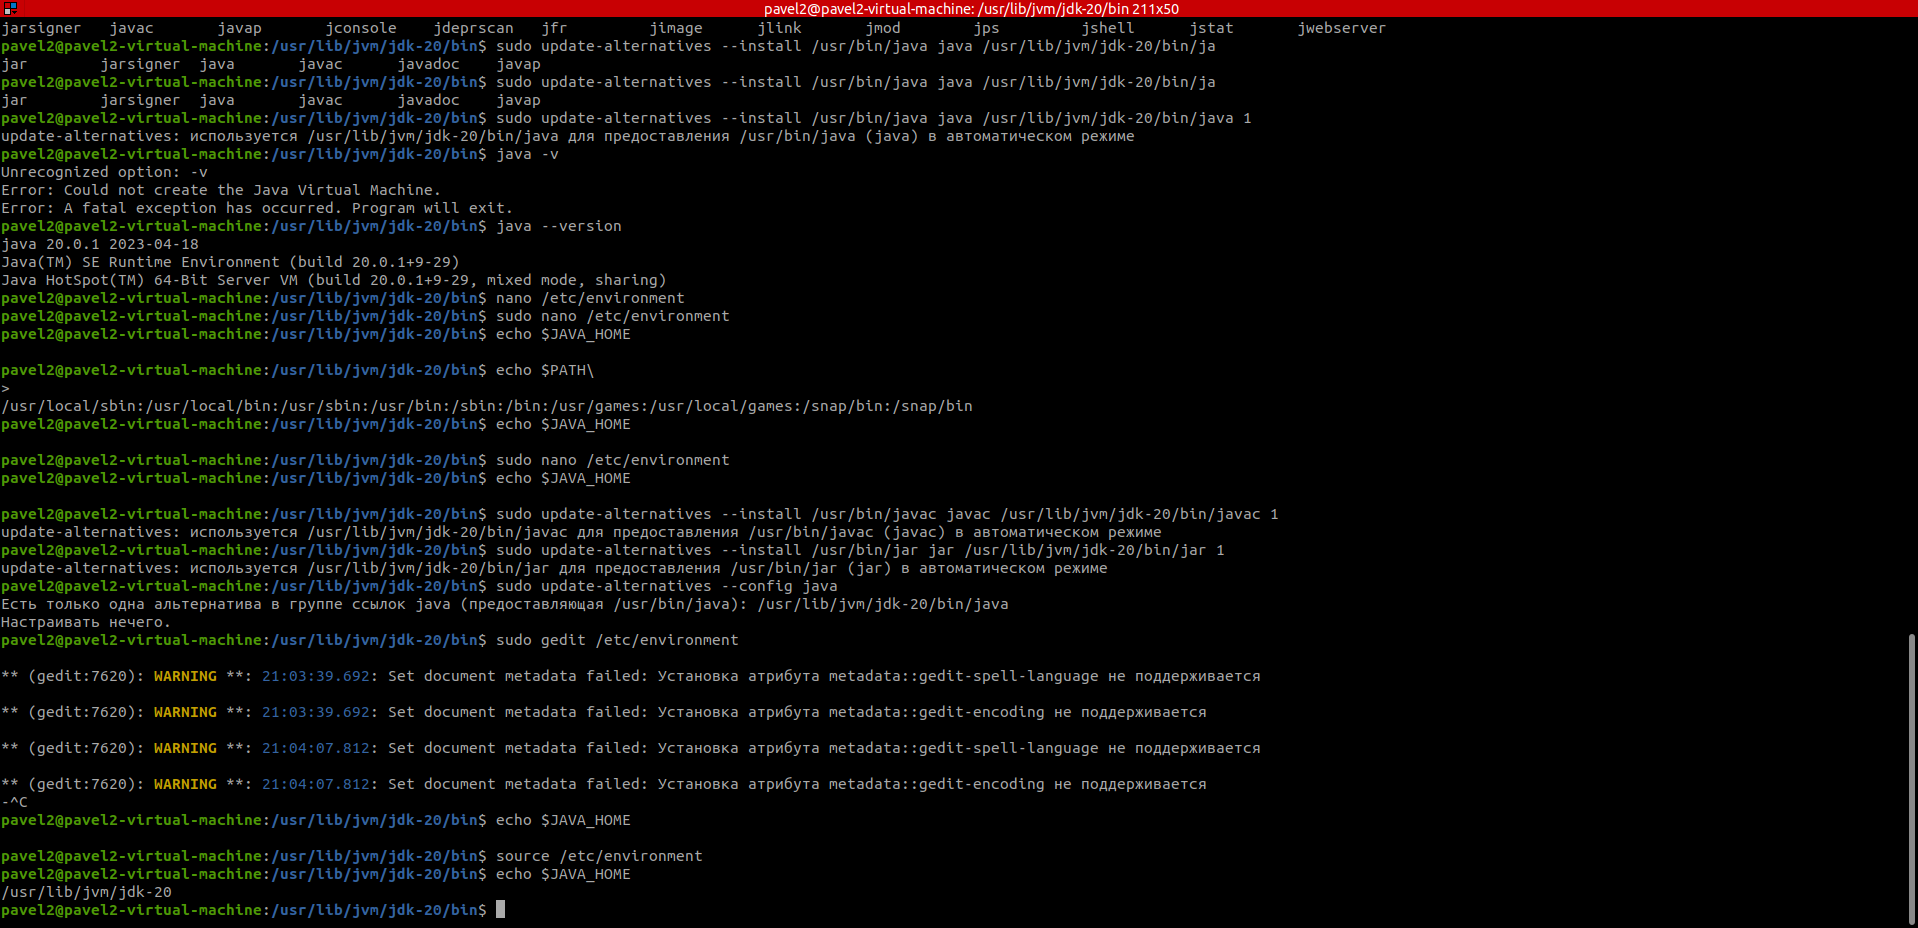 pavel2@pavel2-virtual-machine: /usr/lib/jvm/jdk-20/bin 211x50
jarsigner   javac       javap       jconsole    jdeprscan   jfr         jimage      jlink       jmod        jps         jshell      jstat       jwebserver
pavel2@pavel2-virtual-machine:/usr/lib/jvm/jdk-20/bin$ sudo update-alternatives --install /usr/bin/java java /usr/lib/jvm/jdk-20/bin/ja
jar        jarsigner  java       javac      javadoc    javap
pavel2@pavel2-virtual-machine:/usr/lib/jvm/jdk-20/bin$ sudo update-alternatives --install /usr/bin/java java /usr/lib/jvm/jdk-20/bin/ja
jar        jarsigner  java       javac      javadoc    javap
pavel2@pavel2-virtual-machine:/usr/lib/jvm/jdk-20/bin$ sudo update-alternatives --install /usr/bin/java java /usr/lib/jvm/jdk-20/bin/java 1
update-alternatives: используется /usr/lib/jvm/jdk-20/bin/java для предоставления /usr/bin/java (java) в автоматическом режиме
pavel2@pavel2-virtual-machine:/usr/lib/jvm/jdk-20/bin$ java -v
Unrecognized option: -v
Error: Could not create the Java Virtual Machine.
Error: A fatal exception has occurred. Program will exit.
pavel2@pavel2-virtual-machine:/usr/lib/jvm/jdk-20/bin$ java --version
java 20.0.1 2023-04-18
Java(TM) SE Runtime Environment (build 20.0.1+9-29)
Java HotSpot(TM) 64-Bit Server VM (build 20.0.1+9-29, mixed mode, sharing)
pavel2@pavel2-virtual-machine:/usr/lib/jvm/jdk-20/bin$ nano /etc/environment
pavel2@pavel2-virtual-machine:/usr/lib/jvm/jdk-20/bin$ sudo nano /etc/environment
pavel2@pavel2-virtual-machine:/usr/lib/jvm/jdk-20/bin$ echo $JAVA_HOME
pavel2@pavel2-virtual-machine:/usr/lib/jvm/jdk-20/bin$ echo $PATH\
>
/usr/local/sbin:/usr/local/bin:/usr/sbin:/usr/bin:/sbin:/bin:/usr/games:/usr/local/games:/snap/bin:/snap/bin
pavel2@pavel2-virtual-machine:/usr/lib/jvm/jdk-20/bin$ echo $JAVA_HOME
pavel2@pavel2-virtual-machine:/usr/lib/jvm/jdk-20/bin$ sudo nano /etc/environment
pavel2@pavel2-virtual-machine:/usr/lib/jvm/jdk-20/bin$ echo $JAVA_HOME
pavel2@pavel2-virtual-machine:/usr/lib/jvm/jdk-20/bin$ sudo update-alternatives --install /usr/bin/javac javac /usr/lib/jvm/jdk-20/bin/javac 1
update-alternatives: используется /usr/lib/jvm/jdk-20/bin/javac для предоставления /usr/bin/javac (javac) в автоматическом режиме
pavel2@pavel2-virtual-machine:/usr/lib/jvm/jdk-20/bin$ sudo update-alternatives --install /usr/bin/jar jar /usr/lib/jvm/jdk-20/bin/jar 1
update-alternatives: используется /usr/lib/jvm/jdk-20/bin/jar для предоставления /usr/bin/jar (jar) в автоматическом режиме
pavel2@pavel2-virtual-machine:/usr/lib/jvm/jdk-20/bin$ sudo update-alternatives --config java
Есть только одна альтернатива в группе ссылок java (предоставляющая /usr/bin/java): /usr/lib/jvm/jdk-20/bin/java
Настраивать нечего.
pavel2@pavel2-virtual-machine:/usr/lib/jvm/jdk-20/bin$ sudo gedit /etc/environment
** (gedit:7620): WARNING **: 21:03:39.692: Set document metadata failed: Установка атрибута metadata::gedit-spell-language не поддерживается
** (gedit:7620): WARNING **: 21:03:39.692: Set document metadata failed: Установка атрибута metadata::gedit-encoding не поддерживается
** (gedit:7620): WARNING **: 21:04:07.812: Set document metadata failed: Установка атрибута metadata::gedit-spell-language не поддерживается
** (gedit:7620): WARNING **: 21:04:07.812: Set document metadata failed: Установка атрибута metadata::gedit-encoding не поддерживается
-^C
pavel2@pavel2-virtual-machine:/usr/lib/jvm/jdk-20/bin$ echo $JAVA_HOME
pavel2@pavel2-virtual-machine:/usr/lib/jvm/jdk-20/bin$ source /etc/environment
pavel2@pavel2-virtual-machine:/usr/lib/jvm/jdk-20/bin$ echo $JAVA_HOME
/usr/lib/jvm/jdk-20
pavel2@pavel2-virtual-machine:/usr/lib/jvm/jdk-20/bin$